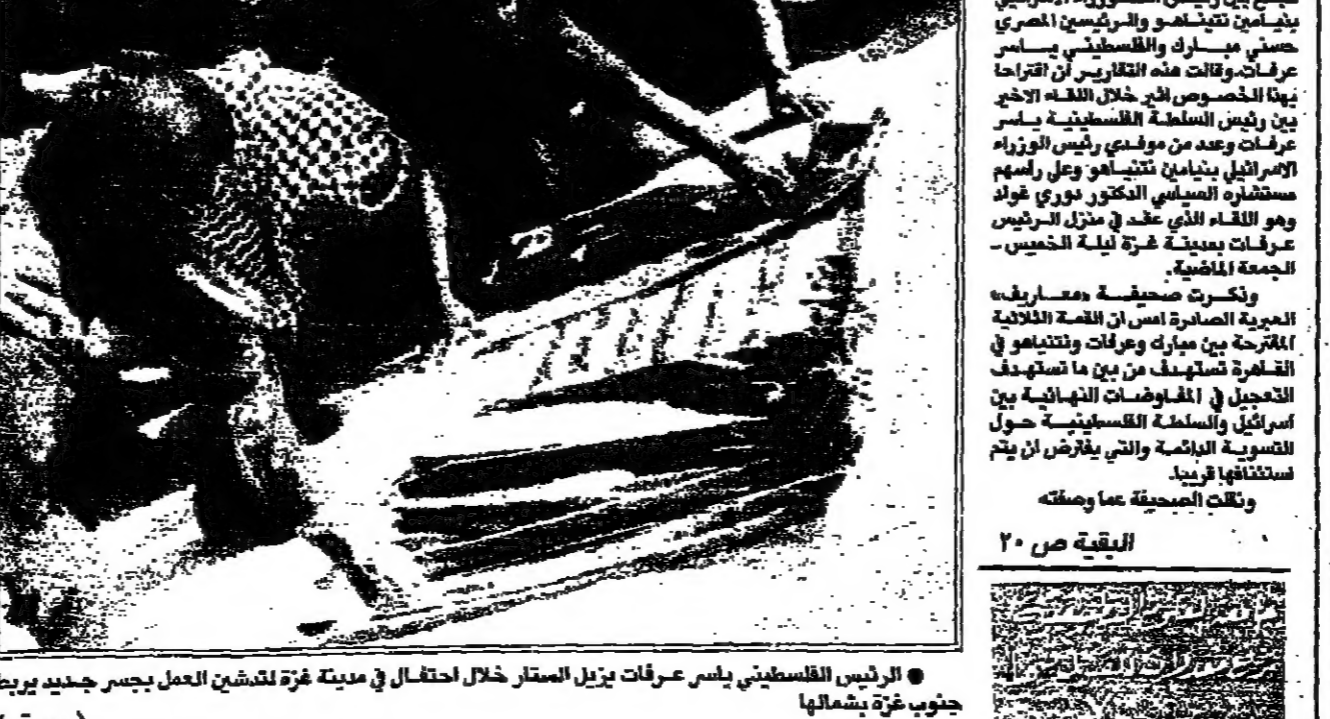 بنيامين نتنياهو والرئيسين المصري
حسني مبارك والفلسطيني ياسر
عرفات. وقالت هذه التقارير ان اقتراحا
بهذا الخصوص اثير خلال اللقاء الاخير
بين رئيس السلطة الفلسطينية ياسر
عرفات وعدد من موفدي رئيس الوزراء
الاسرائيلي بنيامين نتنياهو وعلى رأسهم
مستشاره السياسي الدكتور دوري غولد
وهو اللقاء الذي عقد في منزل الرئيس
عرفات بمدينة غزة ليلة الخميس ـ
الجمعة الماضية.
وذكرت صحيفة «معاريف»
العبرية الصادرة امس ان القمة الثلاثية
المقترحة بين مبارك وعرفات ونتنياهو في
القاهرة تستهدف من بين ما تستهدف
التعجيل في المفاوضات النهائية بين
اسرائيل والسلطة الفلسطينية حول
التسوية الدائمة والتي يفترض ان يتم
استئنافها قريبا.
ونقلت الصحيفة عما وصفته
البقية ص ٢٠
● الرئيس الفلسطيني ياسر عرفات يزيل الستار خلال احتفال في مدينة غزة لتدشين العمل بجسر جديد يربط
جنوب غزة بشمالها